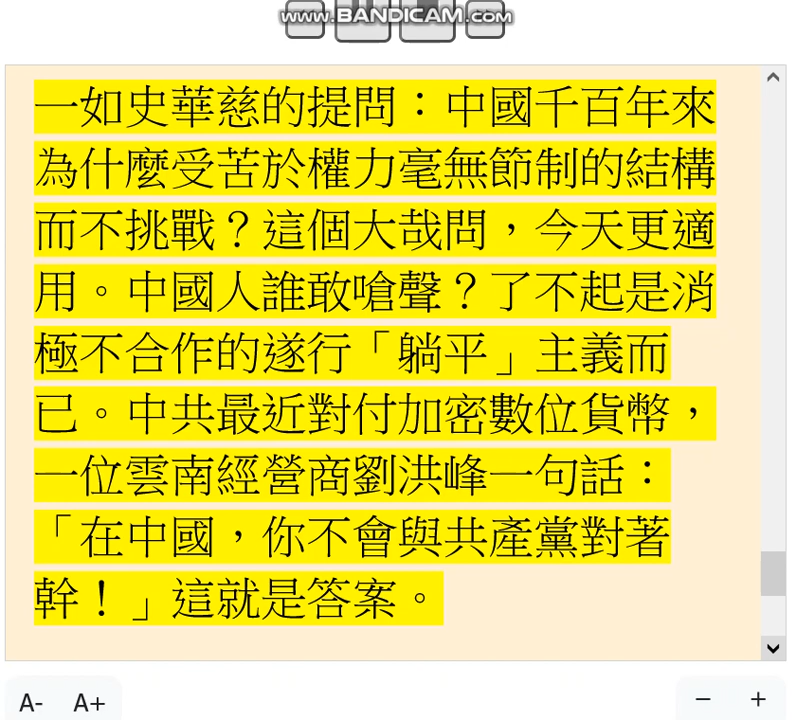 www.BANDICAM.com
一如史華慈的提問：中國千百年來
為什麼受苦於權力毫無節制的結構
而不挑戰？這個大哉問，今天更適
用。中國人誰敢嗆聲？了不起是消
極不合作的遂行「躺平」主義而
已。中共最近對付加密數位貨幣，
一位雲南經營商劉洪峰一句話：
「在中國，你不會與共產黨對著
幹！」這就是答案。
A- A+ − +